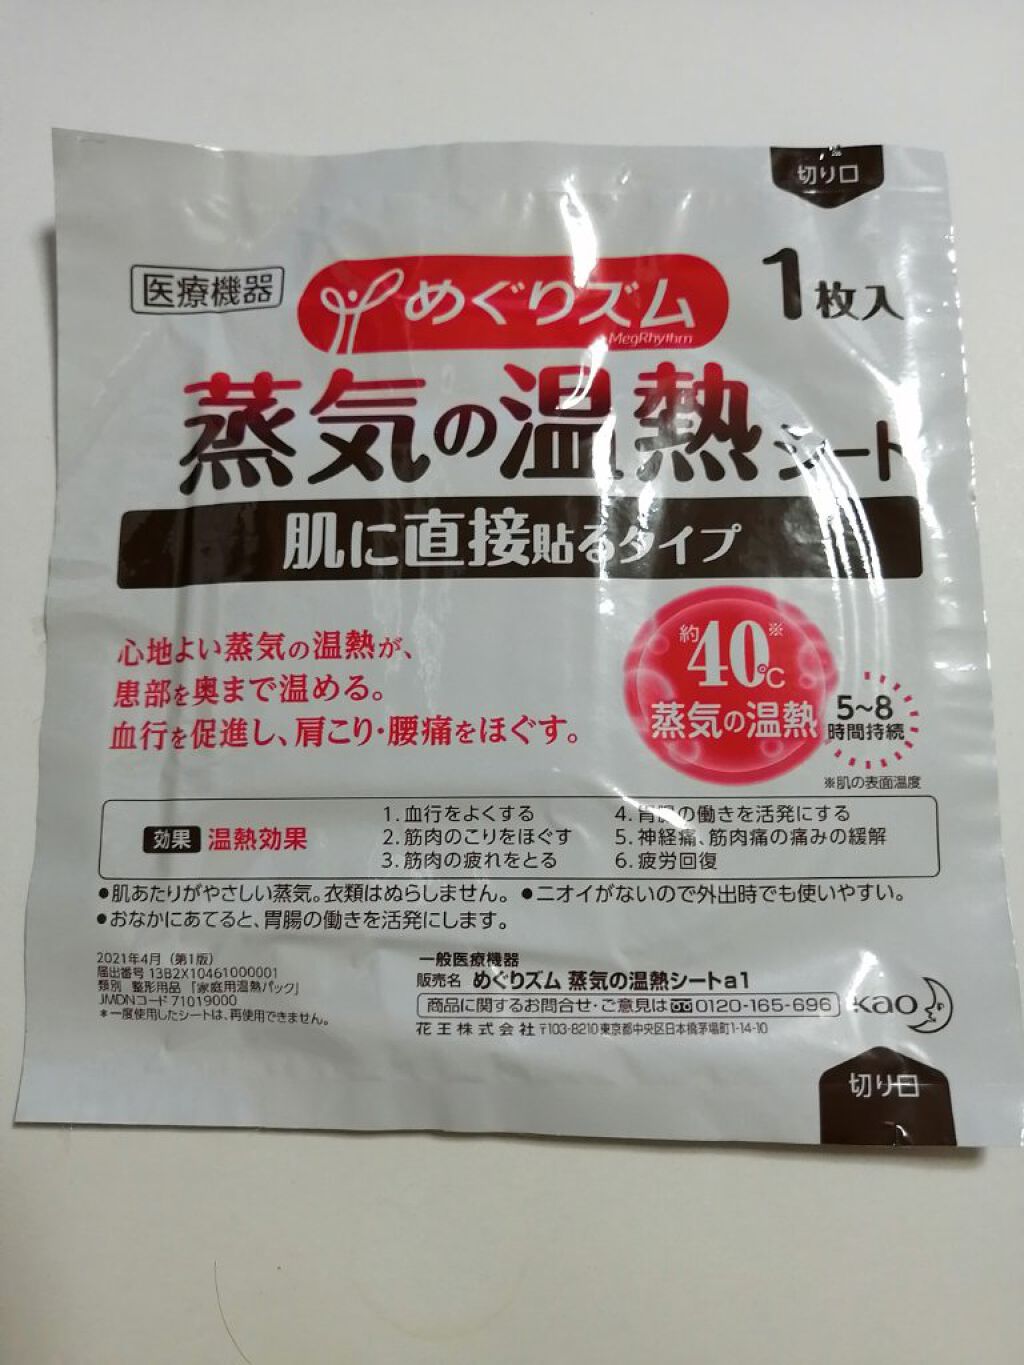 切り口
医療機器
めぐりズム
MegRhythm
1枚入
蒸気の温熱シート
肌に直接貼るタイプ
心地よい蒸気の温熱が、
患部を奥まで温める。
血行を促進し、肩こり・腰痛をほぐす。
約40℃※
蒸気の温熱
5~8
時間持続
※肌の表面温度
効果 温熱効果
1. 血行をよくする
2. 筋肉のこりをほぐす
3. 筋肉の疲れをとる
4. 胃腸の働きを活発にする
5. 神経痛、筋肉痛の痛みの緩解
6. 疲労回復
●肌あたりがやさしい蒸気。衣類はぬらしません。 ●ニオイがないので外出時でも使いやすい。
●おなかにあてると、胃腸の働きを活発にします。
2021年4月（第1版）
届出番号 13B2X10461000001
類別 整形用品「家庭用温熱パック」
JMDNコード 71019000
＊一度使用したシートは、再使用できません。
一般医療機器
販売名 めぐりズム 蒸気の温熱シートa1
商品に関するお問合せ・ご意見は 0120-165-696
花王株式会社 〒103-8210 東京都中央区日本橋茅場町1-14-10
Kao
切り口